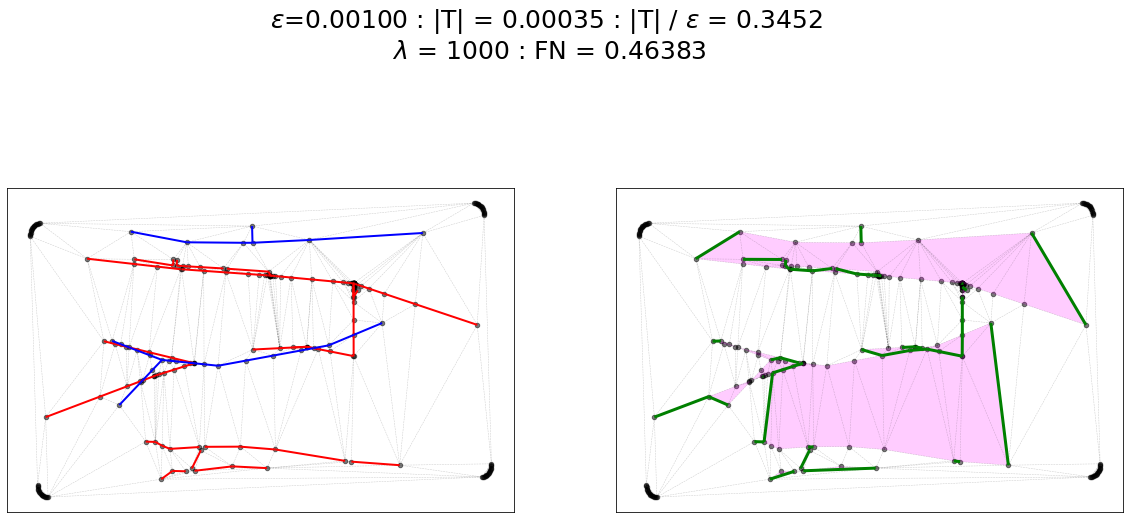 ε=0.00100 : |T| = 0.00035 : |T| / ε = 0.3452
λ = 1000 : FN = 0.46383